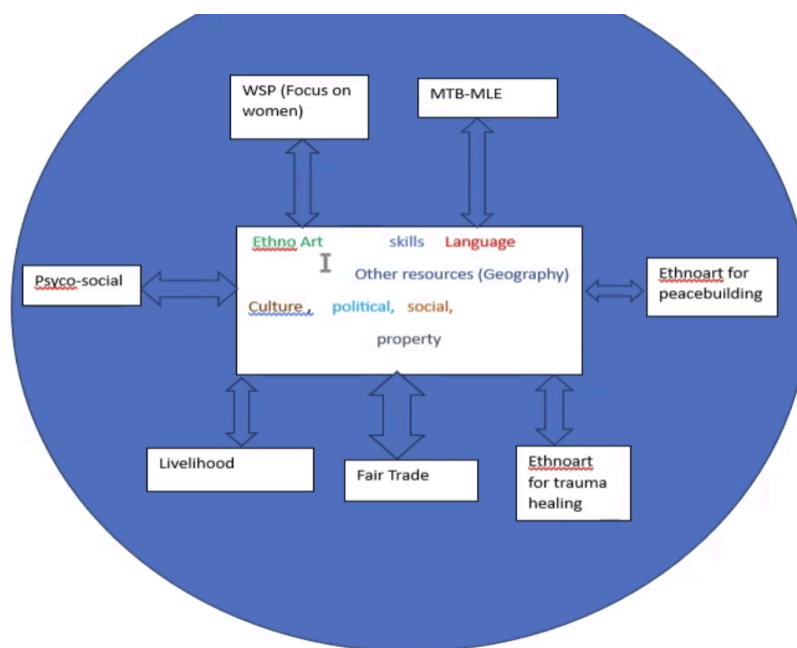 WSP (Focus on
women)
MTB-MLE
Ethno Art skills Language
Other resources (Geography)
Culture , political, social,
property
Psyco-social
Ethnoart for
peacebuilding
Livelihood
Fair Trade
Ethnoart
for trauma
healing